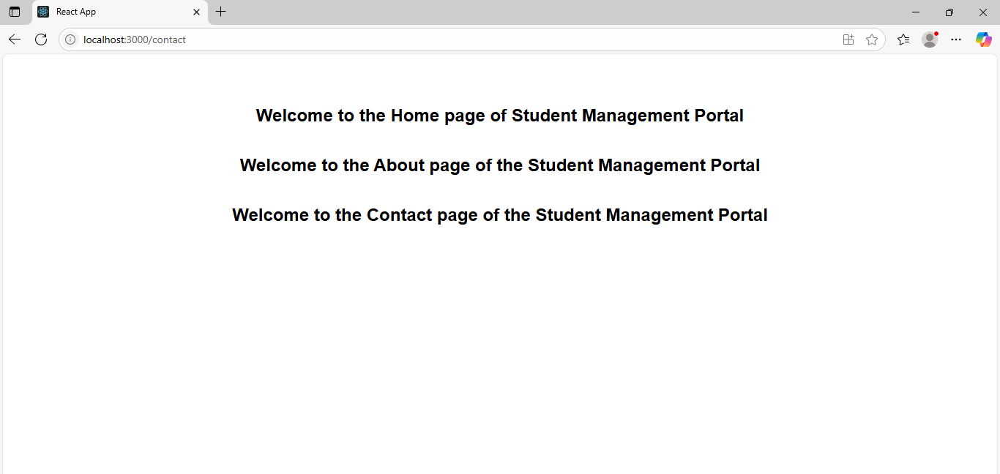 React App
localhost:3000/contact
Welcome to the Home page of Student Management Portal
Welcome to the About page of the Student Management Portal
Welcome to the Contact page of the Student Management Portal